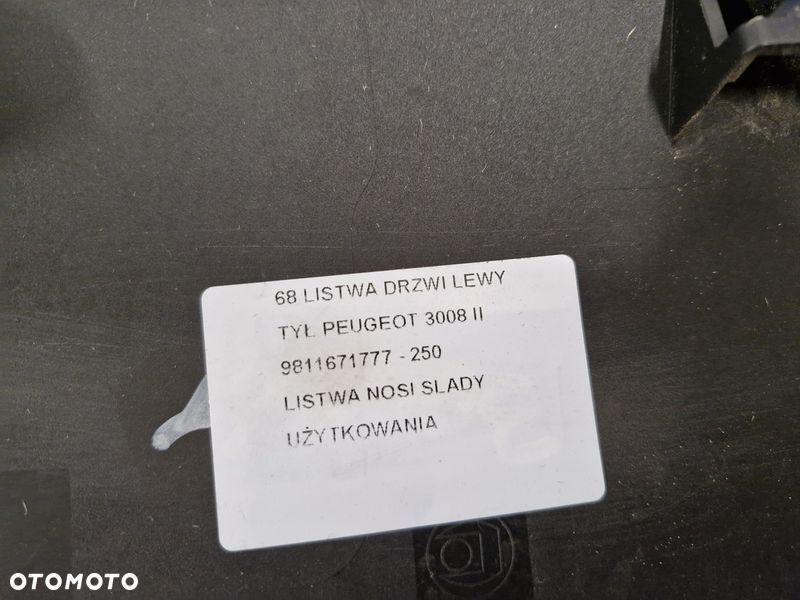 68 LISTWA DRZWI LEWY
TYŁ PEUGEOT 3008 II
9811671777 - 250
LISTWA NOSI SLADY
UŻYTKOWANIA
OTOMOTO